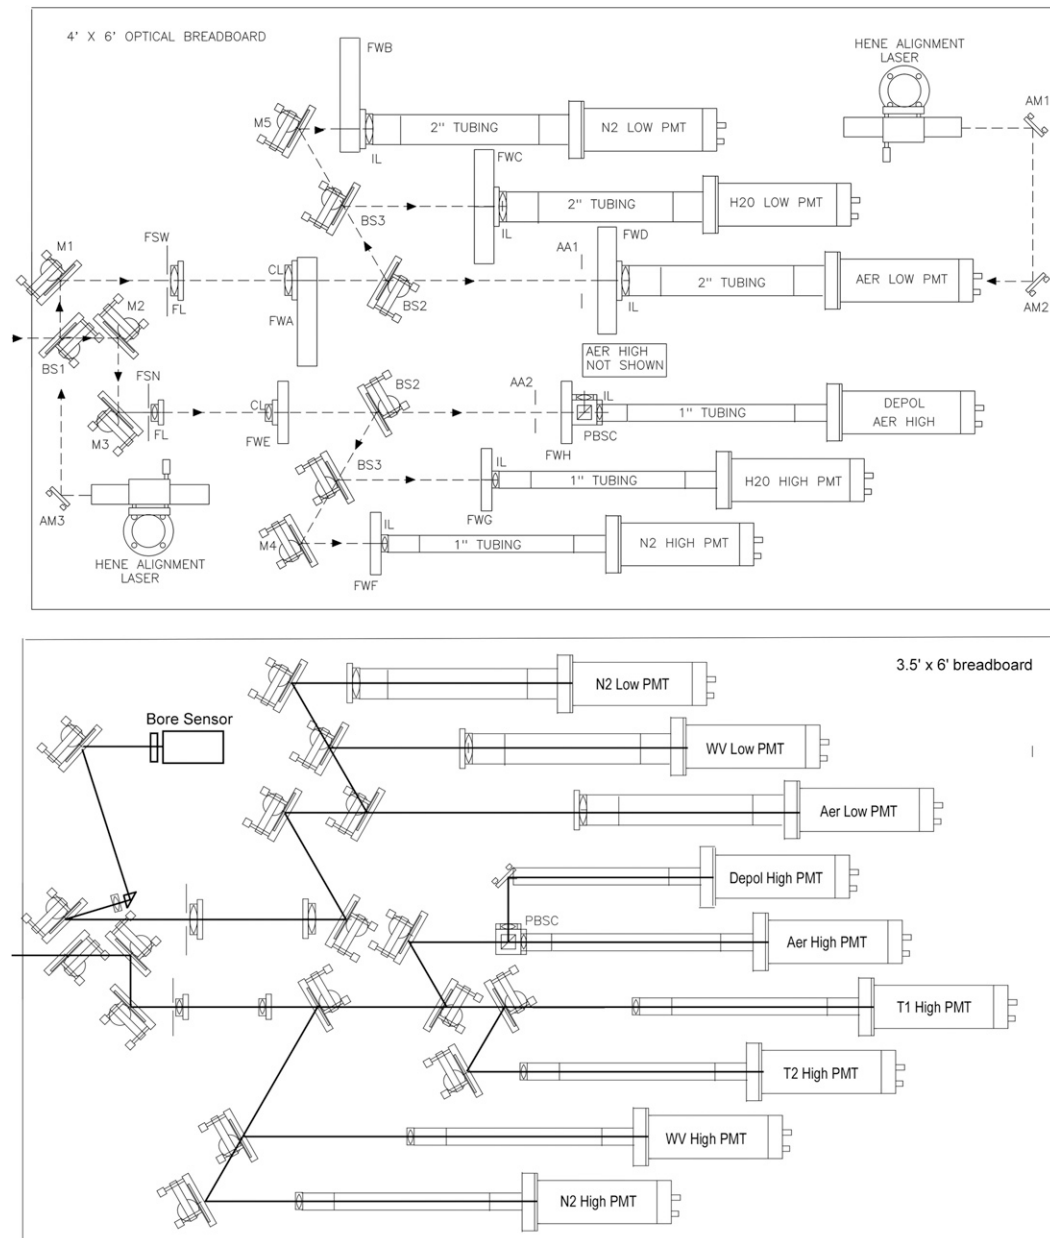 4' X 6' OPTICAL BREADBOARD
FWB
HENE ALIGNMENT
LASER
AM1
M5
2" TUBING
N2 LOW PMT
IL
FWC
BS3
2" TUBING
H20 LOW PMT
IL
FWD
M1
FSW
AA1
CL
2" TUBING
AER LOW PMT
FL
M2
BS2
IL
AM2
FWA
BS1
AER HIGH
NOT SHOWN
FSN
BS2
AA2
CL
IL
1" TUBING
DEPOL
AER HIGH
M3
FL
FWE
PBSC
FWH
BS3
IL
1" TUBING
H20 HIGH PMT
AM3
FWG
IL
M4
1" TUBING
N2 HIGH PMT
HENE ALIGNMENT
LASER
FWF
3.5' x 6' breadboard
N2 Low PMT
Bore Sensor
WV Low PMT
Aer Low PMT
Depol High PMT
PBSC
Aer High PMT
T1 High PMT
T2 High PMT
WV High PMT
N2 High PMT